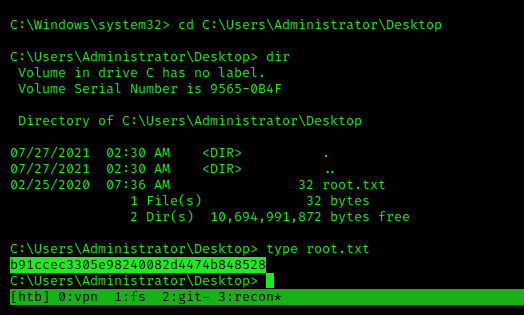 C:\Windows\system32> cd C:\Users\Administrator\Desktop
C:\Users\Administrator\Desktop> dir
 Volume in drive C has no label.
 Volume Serial Number is 9565-0B4F
 Directory of C:\Users\Administrator\Desktop
07/27/2021  02:30 AM    <DIR>          .
07/27/2021  02:30 AM    <DIR>          ..
02/25/2020  07:36 AM                32 root.txt
               1 File(s)             32 bytes
               2 Dir(s)  10,694,991,872 bytes free
C:\Users\Administrator\Desktop> type root.txt
b91ccec3305e98240082d4474b848528
C:\Users\Administrator\Desktop>
[htb] 0:vpn  1:fs  2:git- 3:recon*